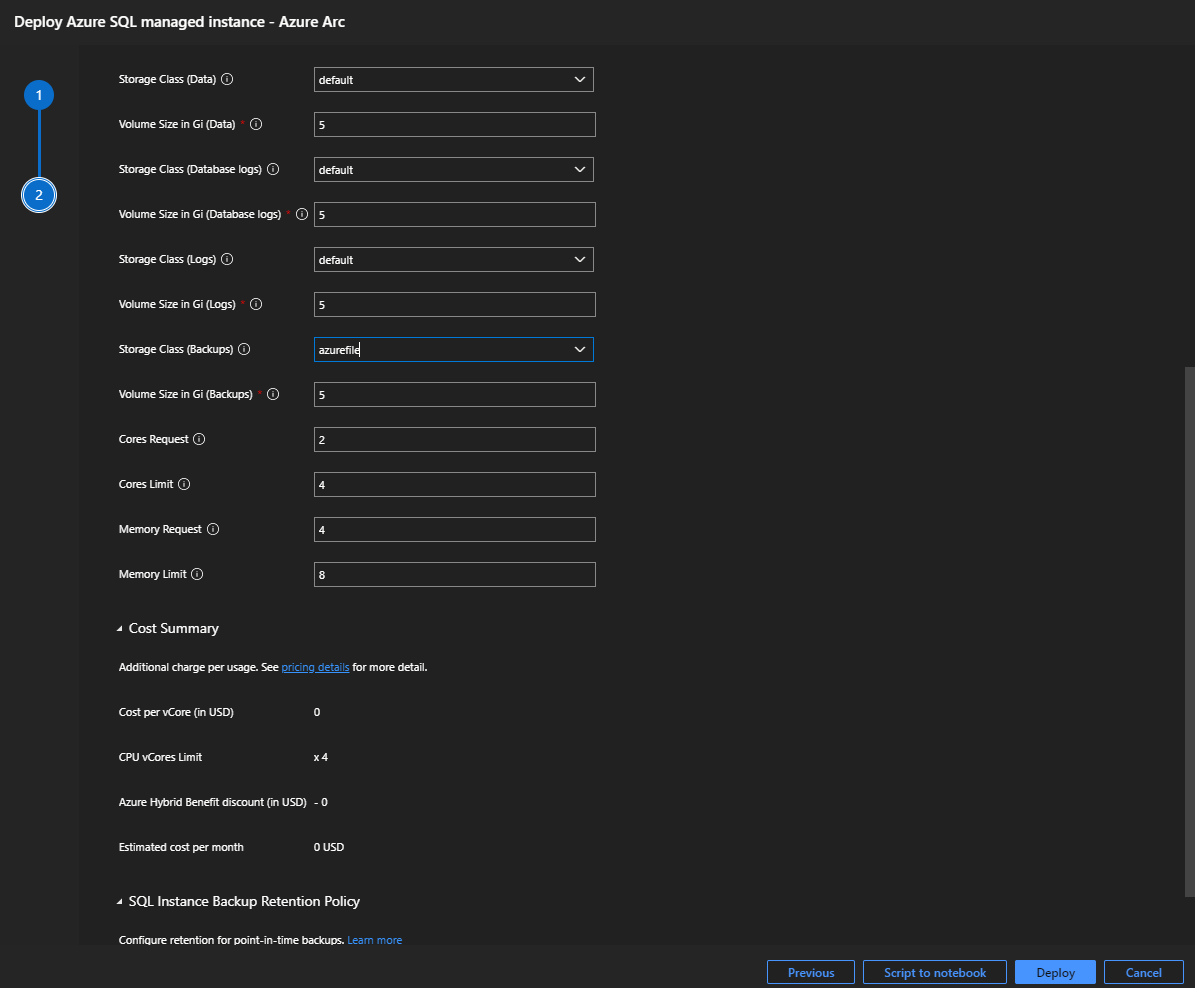 Deploy Azure SQL managed instance - Azure Arc
1
2
Storage Class (Data) default
Volume Size in Gi (Data) * 5
Storage Class (Database logs) default
Volume Size in Gi (Database logs) * 5
Storage Class (Logs) default
Volume Size in Gi (Logs) * 5
Storage Class (Backups) azurefile
Volume Size in Gi (Backups) * 5
Cores Request 2
Cores Limit 4
Memory Request 4
Memory Limit 8
Cost Summary
Additional charge per usage. See pricing details for more detail.
Cost per vCore (in USD) 0
CPU vCores Limit x 4
Azure Hybrid Benefit discount (in USD) - 0
Estimated cost per month 0 USD
SQL Instance Backup Retention Policy
Configure retention for point-in-time backups. Learn more
Previous Script to notebook Deploy Cancel